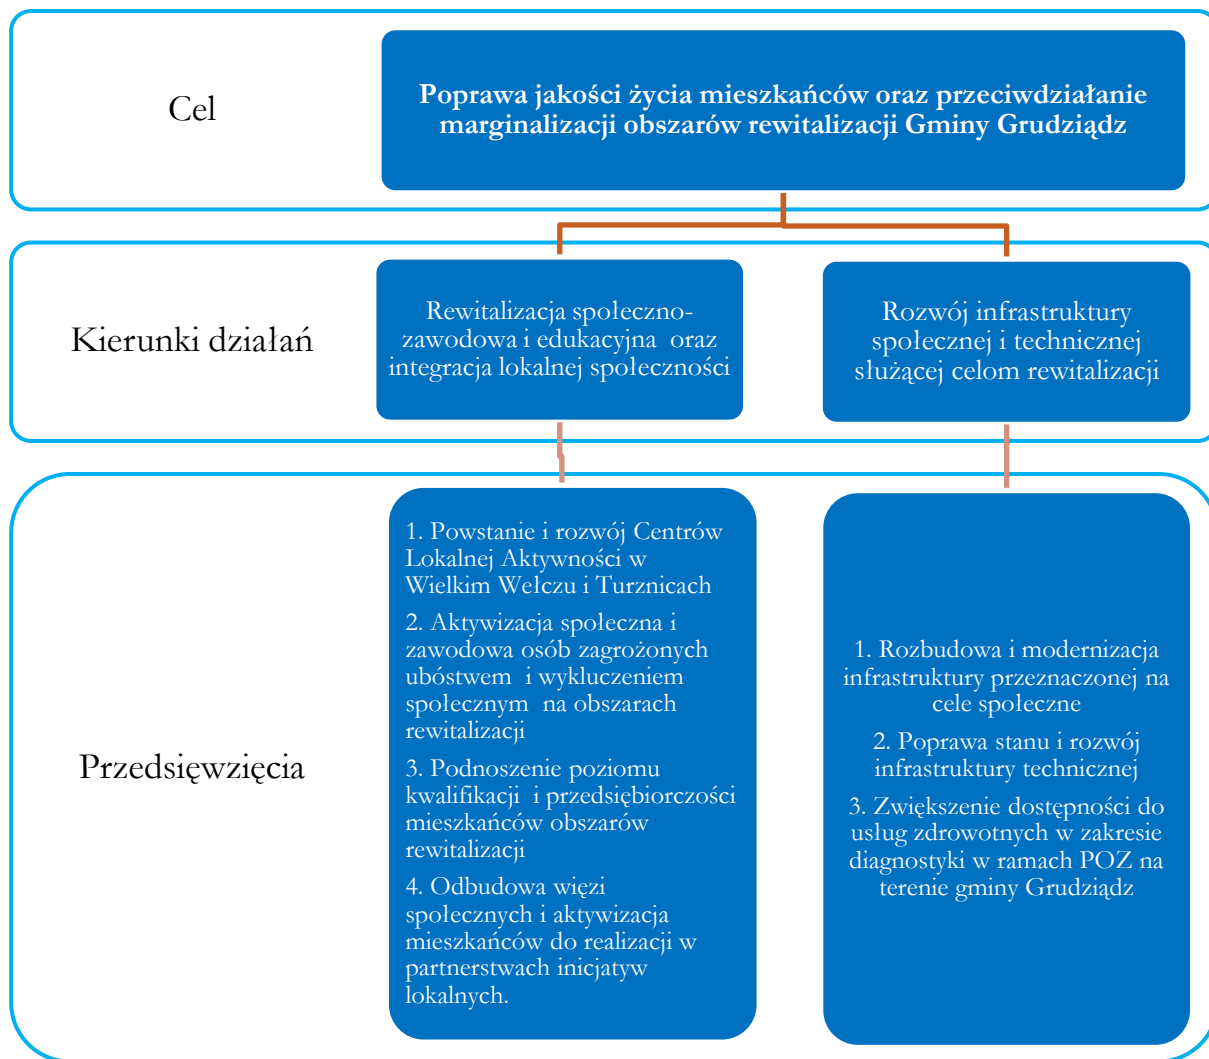 Cel
Poprawa jakości życia mieszkańców oraz przeciwdziałanie
marginalizacji obszarów rewitalizacji Gminy Grudziądz
Kierunki działań
Rewitalizacja społeczno-
zawodowa i edukacyjna  oraz
integracja lokalnej społeczności
Rozwój infrastruktury
społecznej i technicznej
służącej celom rewitalizacji
Przedsięwzięcia
1. Powstanie i rozwój Centrów
Lokalnej Aktywności w
Wielkim Wełczu i Turznicach
2. Aktywizacja społeczna i
zawodowa osób zagrożonych
ubóstwem  i wykluczeniem
społecznym  na obszarach
rewitalizacji
3. Podnoszenie poziomu
kwalifikacji  i przedsiębiorczości
mieszkańców obszarów
rewitalizacji
4. Odbudowa więzi
społecznych i aktywizacja
mieszkańców do realizacji w
partnerstwach inicjatyw
lokalnych.
1. Rozbudowa i modernizacja
infrastruktury przeznaczonej na
cele społeczne
2. Poprawa stanu i rozwój
infrastruktury technicznej
3. Zwiększenie dostępności do
usług zdrowotnych w zakresie
diagnostyki w ramach POZ na
terenie gminy Grudziądz